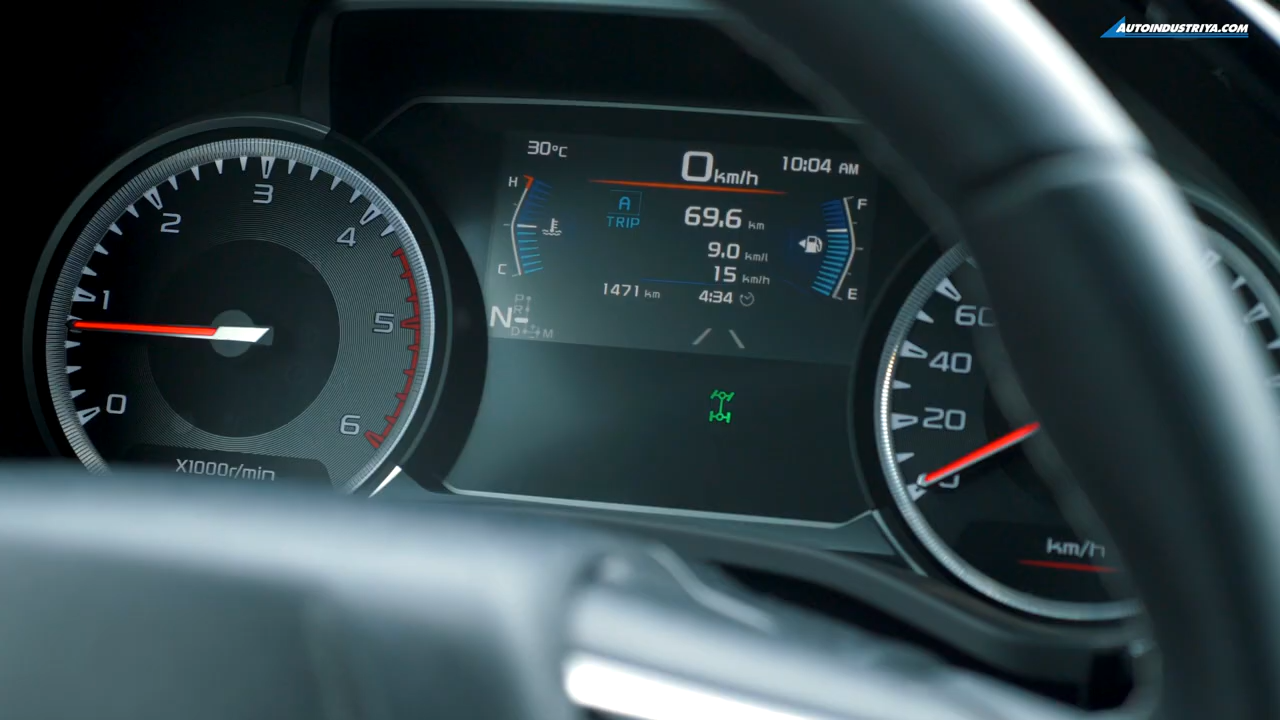 AUTOINDUSTRIYA.COM
30°C
0 km/h
10:04 AM
H
C
A
TRIP
69.6 km
9.0 km/l
15 km/h
1471 km
4:34
F
E
N
P
R
D
M
0
1
2
3
4
5
6
X1000r/min
60
40
20
km/h